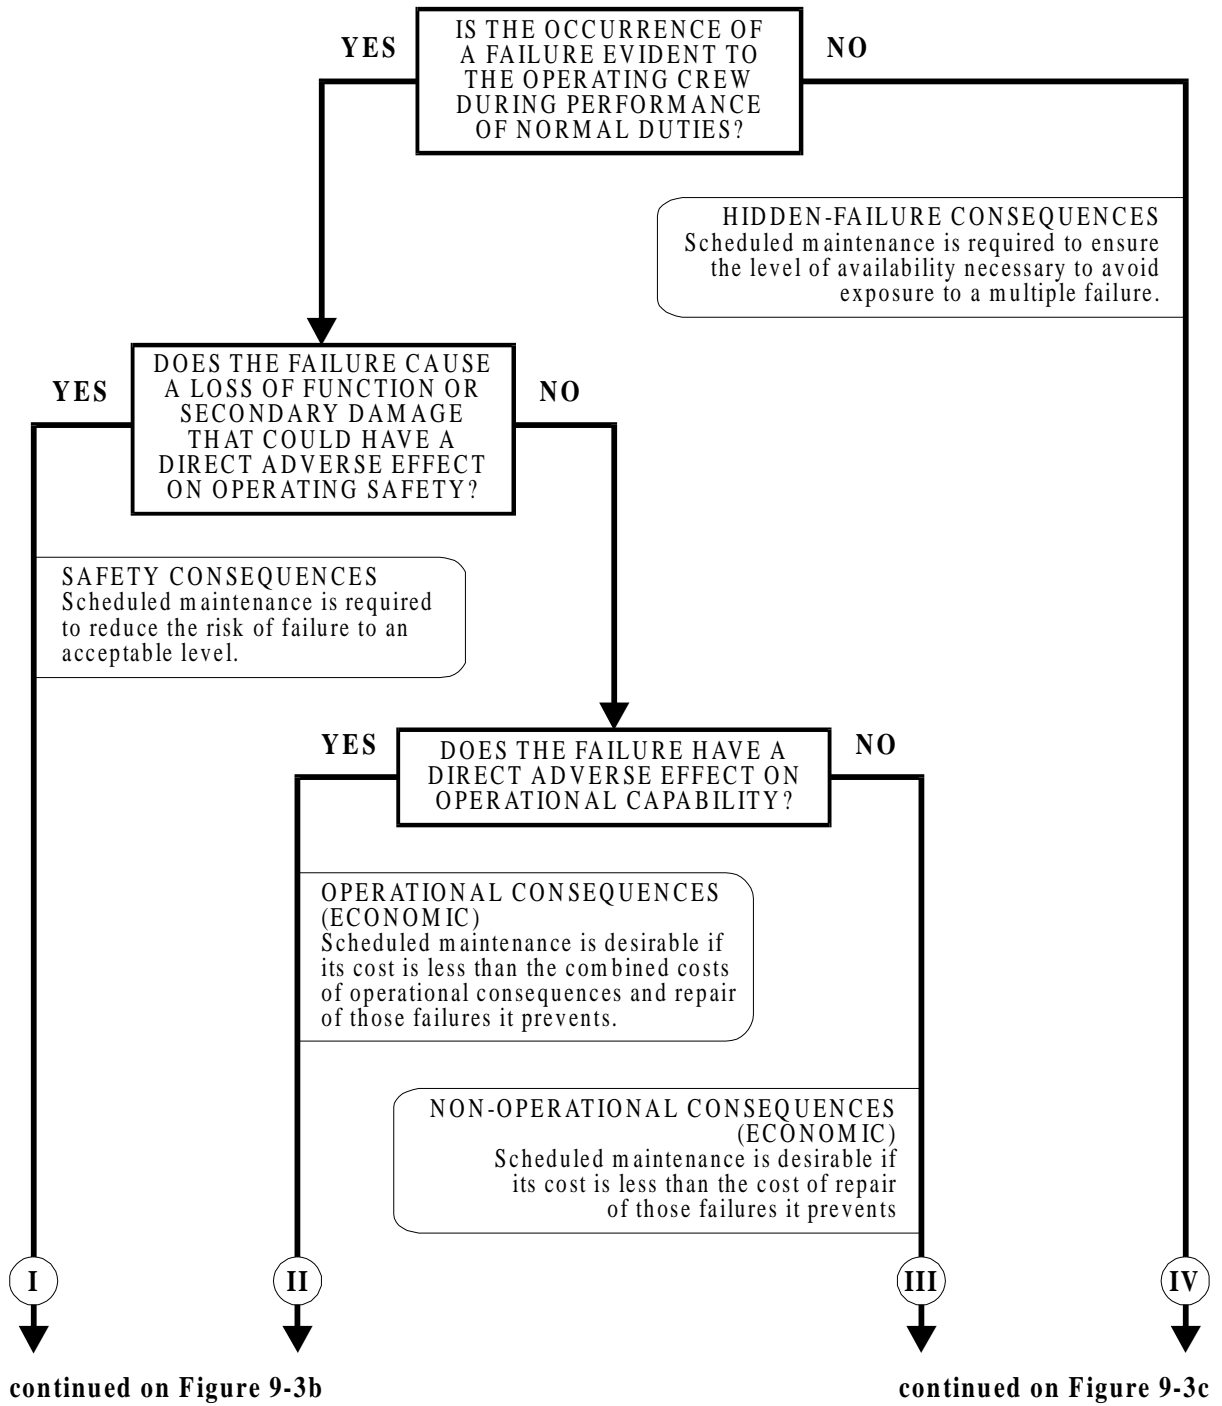 YES
IS THE OCCURRENCE OF
A FAILURE EVIDENT TO
THE OPERATING CREW
DURING PERFORMANCE
OF NORMAL DUTIES?
NO
HIDDEN-FAILURE CONSEQUENCES
Scheduled maintenance is required to ensure
the level of availability necessary to avoid
exposure to a multiple failure.
YES
DOES THE FAILURE CAUSE
A LOSS OF FUNCTION OR
SECONDARY DAMAGE
THAT COULD HAVE A
DIRECT ADVERSE EFFECT
ON OPERATING SAFETY?
NO
SAFETY CONSEQUENCES
Scheduled maintenance is required
to reduce the risk of failure to an
acceptable level.
YES
DOES THE FAILURE HAVE A
DIRECT ADVERSE EFFECT ON
OPERATIONAL CAPABILITY?
NO
OPERATIONAL CONSEQUENCES
(ECONOMIC)
Scheduled maintenance is desirable if
its cost is less than the combined costs
of operational consequences and repair
of those failures it prevents.
NON-OPERATIONAL CONSEQUENCES
(ECONOMIC)
Scheduled maintenance is desirable if
its cost is less than the cost of repair
of those failures it prevents
I
II
III
IV
continued on Figure 9-3b
continued on Figure 9-3c